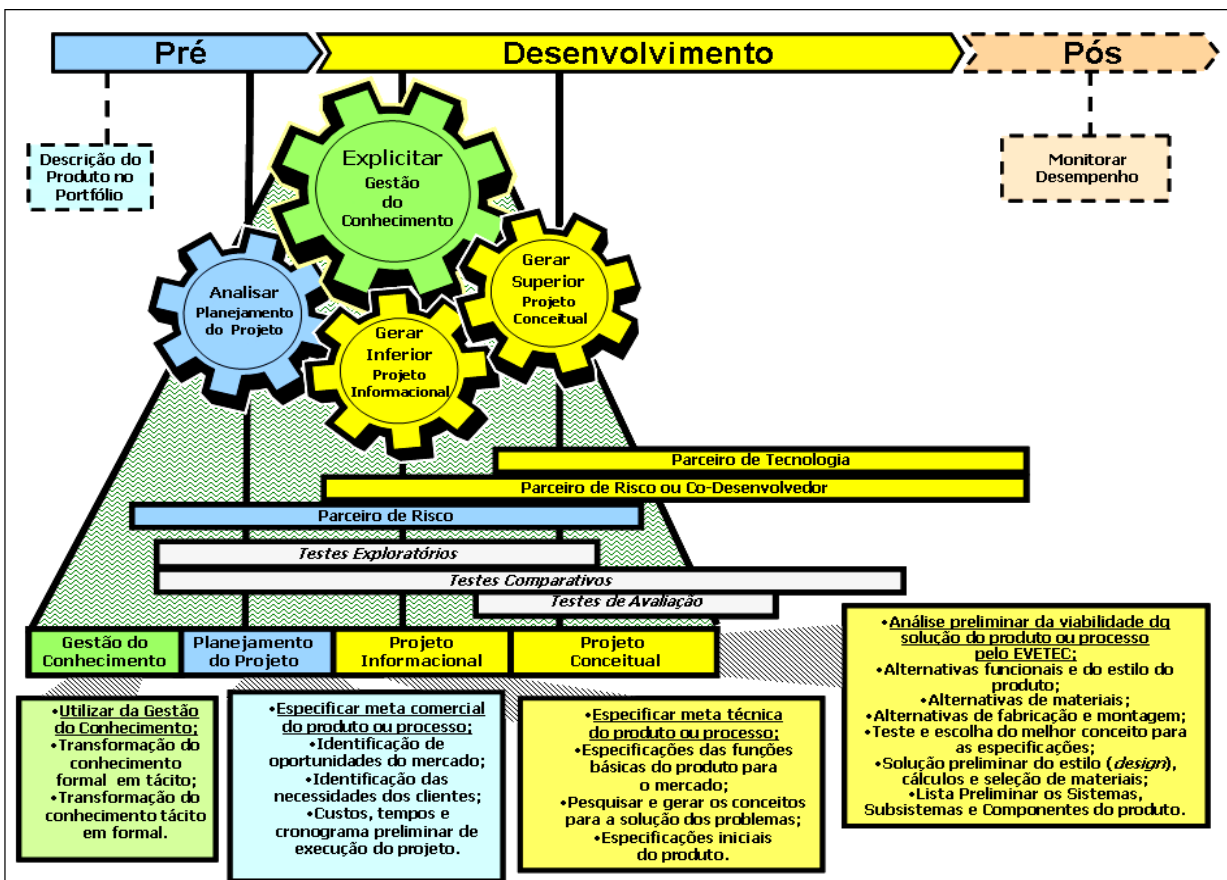 Pré
Desenvolvimento
Pós
Descrição do
Produto no
Portfólio
Explicitar
Gestão
do
Conhecimento
Monitorar
Desempenho
Analisar
Planejamento
do Projeto
Gerar
Inferior
Projeto
Informacional
Gerar
Superior
Projeto
Conceitual
Parceiro de Tecnologia
Parceiro de Risco ou Co-Desenvolvedor
Parceiro de Risco
Testes Exploratórios
Testes Comparativos
Testes de Avaliação
Gestão do
Conhecimento
Planejamento
do Projeto
Projeto
Informacional
Projeto
Conceitual
•Utilizar da Gestão
do Conhecimento;
•Transformação do
conhecimento
formal em tácito;
•Transformação do
conhecimento tácito
em formal.
•Especificar meta comercial
do produto ou processo;
•Identificação de
oportunidades do mercado;
•Identificação das
necessidades dos clientes;
•Custos, tempos e
cronograma preliminar de
execução do projeto.
•Especificar meta técnica
do produto ou processo;
•Especificações das funções
básicas do produto para
o mercado;
•Pesquisar e gerar os conceitos
para a solução dos problemas;
•Especificações iniciais
do produto.
•Análise preliminar da viabilidade dq
solução do produto ou processo
pelo EVETEC;
•Alternativas funcionais e do estilo do
produto;
•Alternativas de materiais;
•Alternativas de fabricação e montagem;
•Teste e escolha do melhor conceito para
as especificações;
•Solução preliminar do estilo (design),
cálculos e seleção de materiais;
•Lista Preliminar os Sistemas,
Subsistemas e Componentes do produto.